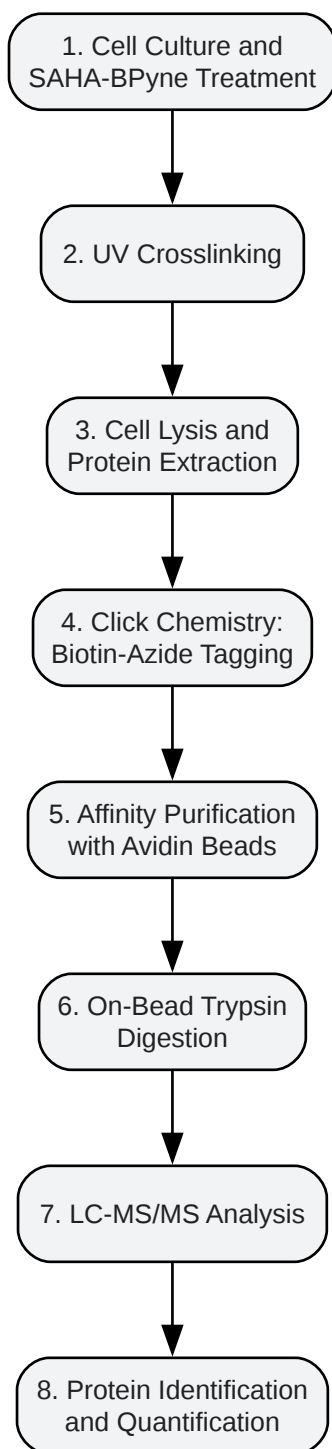 1. Cell Culture and
SAHA-BPyne Treatment
2. UV Crosslinking
3. Cell Lysis and
Protein Extraction
4. Click Chemistry:
Biotin-Azide Tagging
5. Affinity Purification
with Avidin Beads
6. On-Bead Trypsin
Digestion
7. LC-MS/MS Analysis
8. Protein Identification
and Quantification